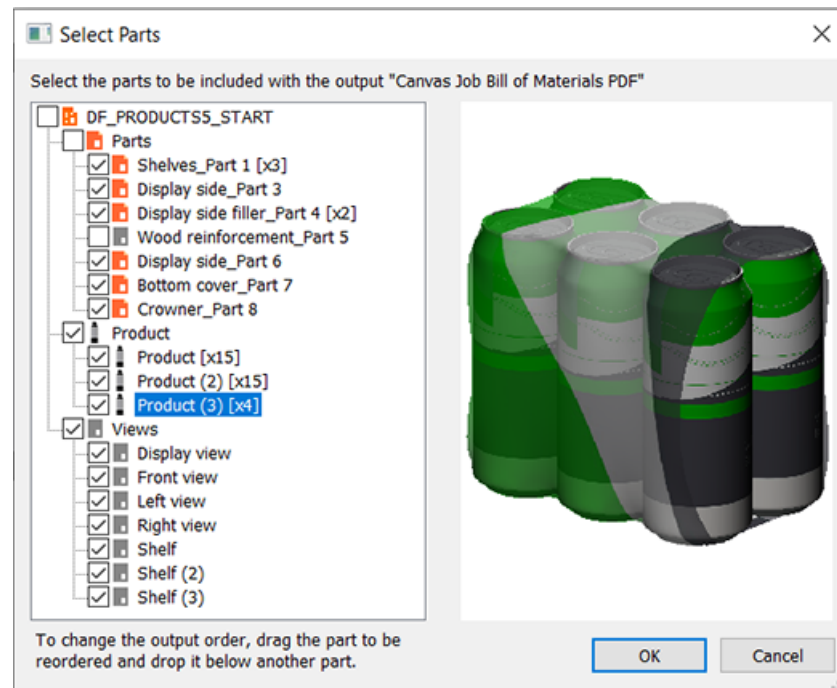 Select Parts
Select the parts to be included with the output "Canvas Job Bill of Materials PDF"
DF_PRODUCTS5_START
Parts
Shelves_Part 1 [x3]
Display side_Part 3
Display side filler_Part 4 [x2]
Wood reinforcement_Part 5
Display side_Part 6
Bottom cover_Part 7
Crowner_Part 8
Product
Product [x15]
Product (2) [x15]
Product (3) [x4]
Views
Display view
Front view
Left view
Right view
Shelf
Shelf (2)
Shelf (3)
To change the output order, drag the part to be
reordered and drop it below another part.
OK
Cancel